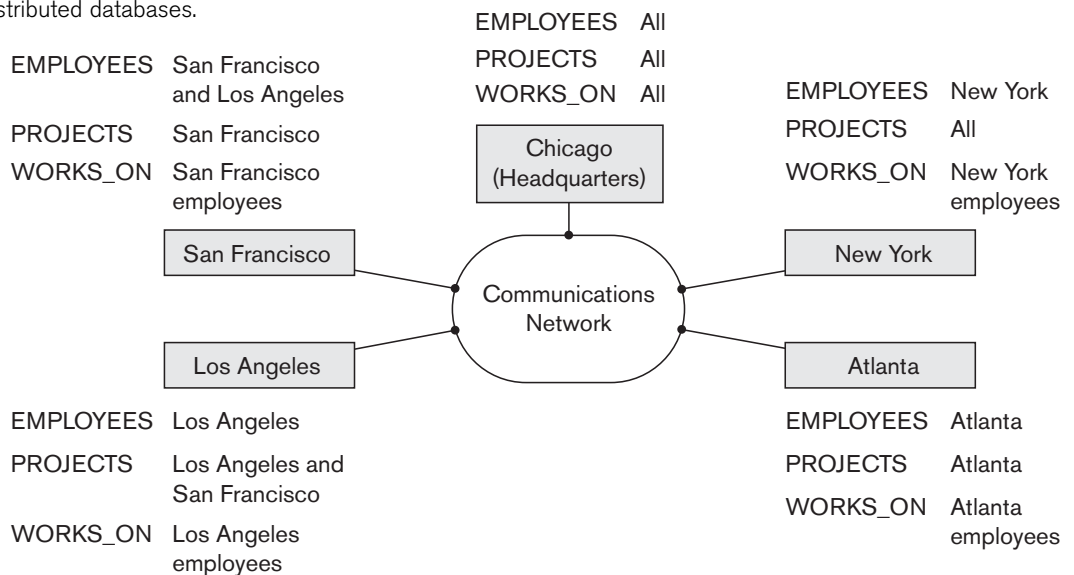 stributed databases.
EMPLOYEES All
PROJECTS All
WORKS_ON All
Chicago
(Headquarters)
EMPLOYEES San Francisco
and Los Angeles
PROJECTS San Francisco
WORKS_ON San Francisco
employees
San Francisco
EMPLOYEES New York
PROJECTS All
WORKS_ON New York
employees
New York
Communications
Network
Los Angeles
EMPLOYEES Los Angeles
PROJECTS Los Angeles and
San Francisco
WORKS_ON Los Angeles
employees
Atlanta
EMPLOYEES Atlanta
PROJECTS Atlanta
WORKS_ON Atlanta
employees